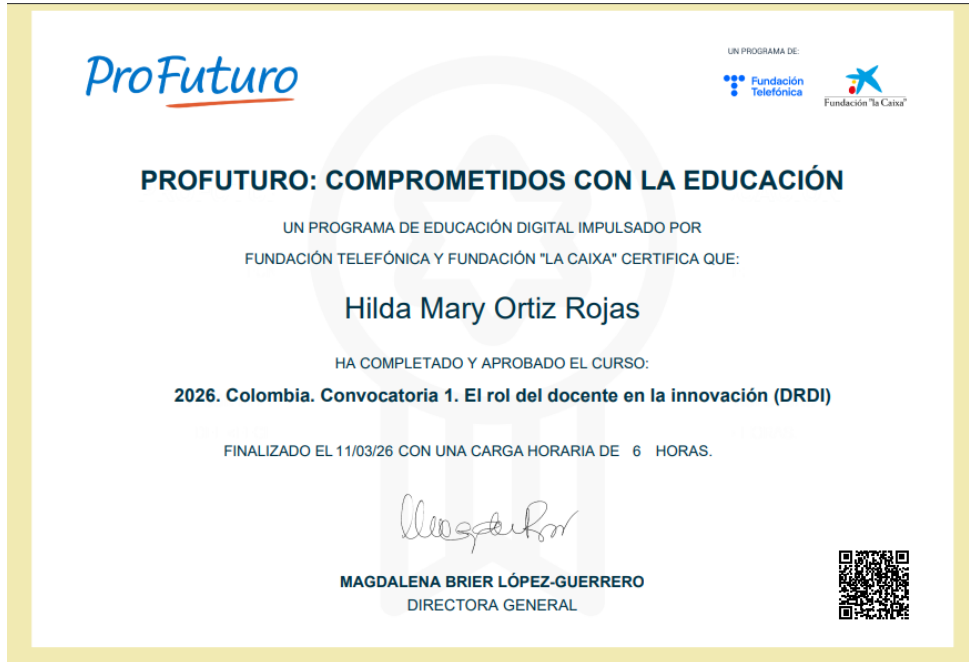 ProFuturo
UN PROGRAMA DE:
Fundación
Telefónica
Fundación "la Caixa"
PROFUTURO: COMPROMETIDOS CON LA EDUCACIÓN
UN PROGRAMA DE EDUCACIÓN DIGITAL IMPULSADO POR
FUNDACIÓN TELEFÓNICA Y FUNDACIÓN "LA CAIXA" CERTIFICA QUE:
Hilda Mary Ortiz Rojas
HA COMPLETADO Y APROBADO EL CURSO:
2026. Colombia. Convocatoria 1. El rol del docente en la innovación (DRDI)
FINALIZADO EL 11/03/26 CON UNA CARGA HORARIA DE 6 HORAS.
MAGDALENA BRIER LÓPEZ-GUERRERO
DIRECTORA GENERAL